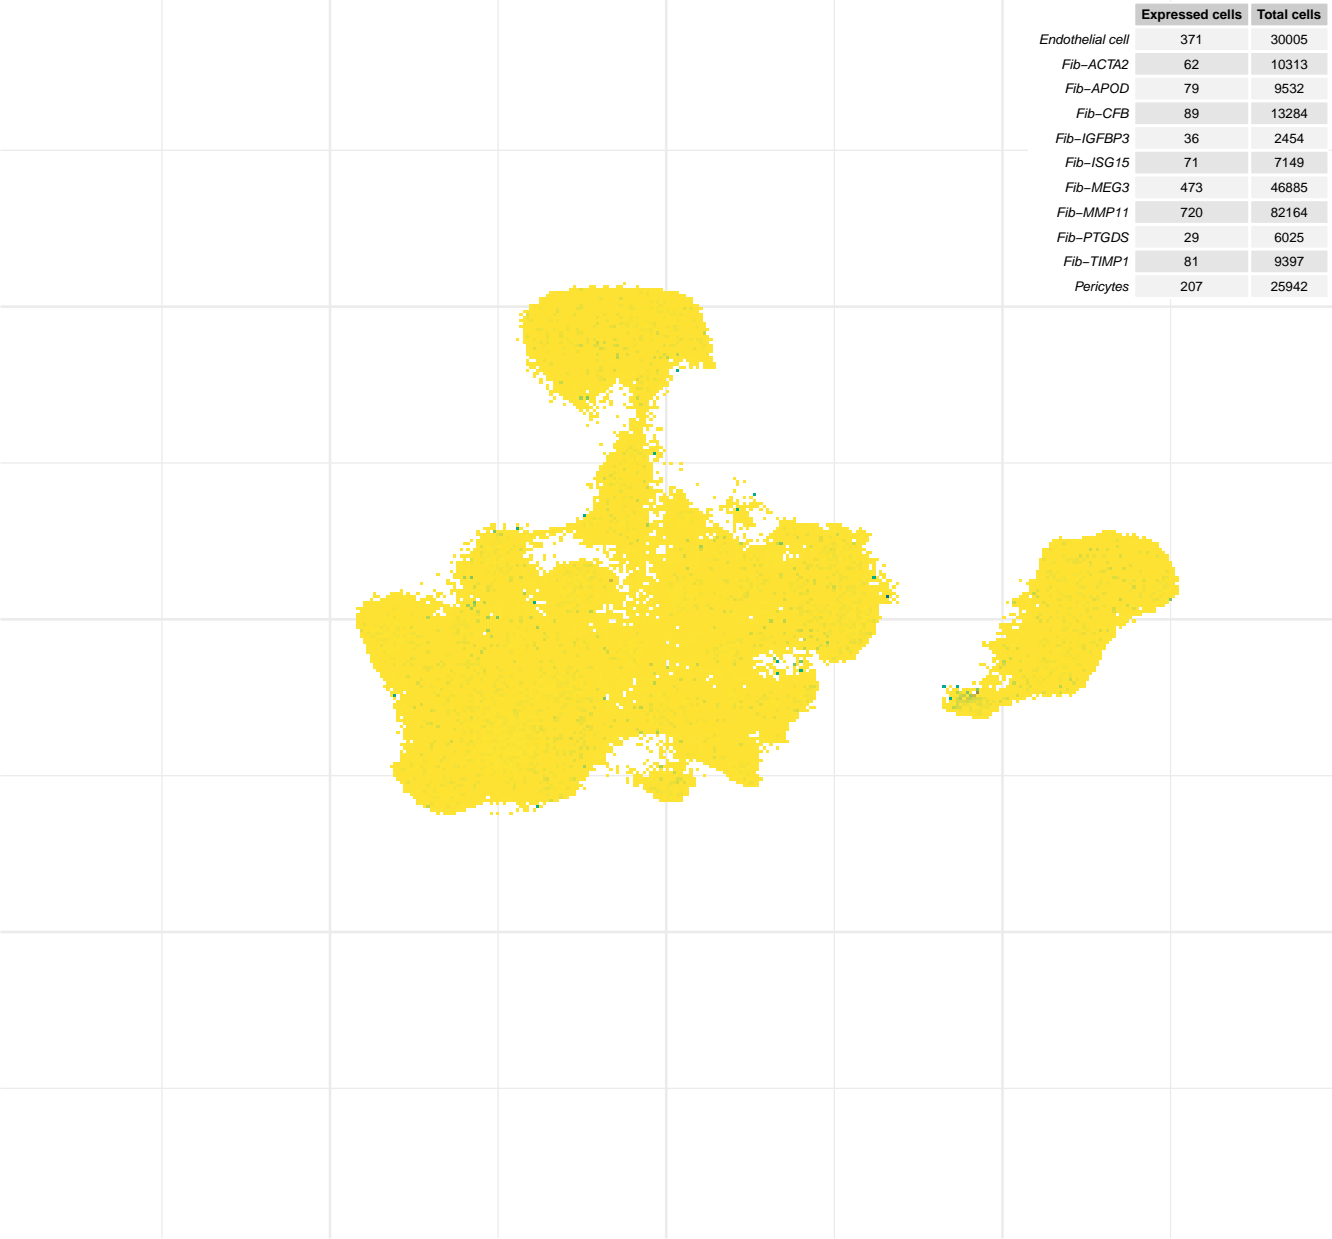 Expressed cells Total cells
Endothelial cell 371 30005
Fib−ACTA2 62 10313
Fib−APOD 79 9532
Fib−CFB 89 13284
Fib−IGFBP3 36 2454
Fib−ISG15 71 7149
Fib−MEG3 473 46885
Fib−MMP11 720 82164
Fib−PTGDS 29 6025
Fib−TIMP1 81 9397
Pericytes 207 25942